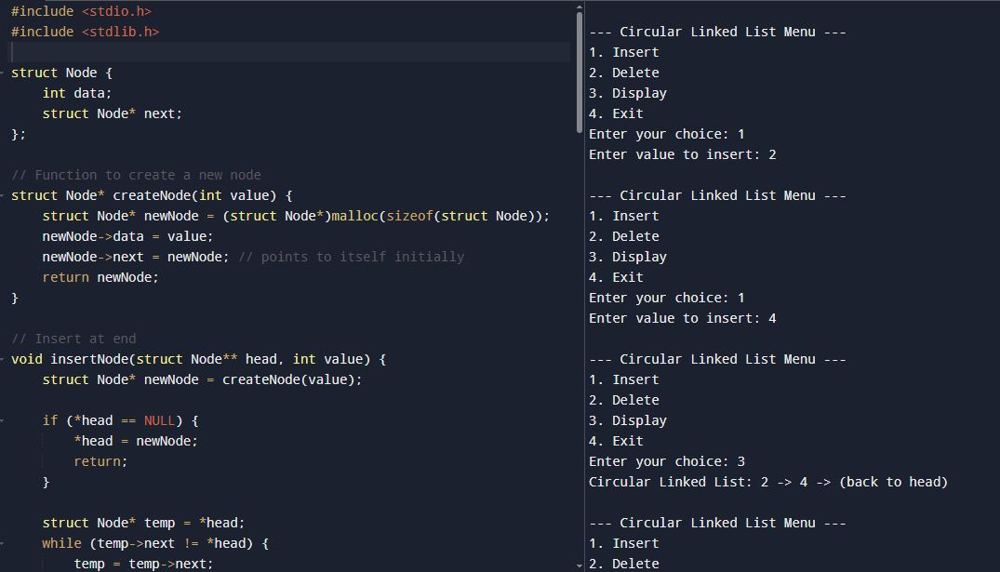 #include <stdio.h>
#include <stdlib.h>

struct Node {
    int data;
    struct Node* next;
};

// Function to create a new node
struct Node* createNode(int value) {
    struct Node* newNode = (struct Node*)malloc(sizeof(struct Node));
    newNode->data = value;
    newNode->next = newNode; // points to itself initially
    return newNode;
}

// Insert at end
void insertNode(struct Node** head, int value) {
    struct Node* newNode = createNode(value);

    if (*head == NULL) {
        *head = newNode;
        return;
    }

    struct Node* temp = *head;
    while (temp->next != *head) {
        temp = temp->next;

--- Circular Linked List Menu ---
1. Insert
2. Delete
3. Display
4. Exit
Enter your choice: 1
Enter value to insert: 2

--- Circular Linked List Menu ---
1. Insert
2. Delete
3. Display
4. Exit
Enter your choice: 1
Enter value to insert: 4

--- Circular Linked List Menu ---
1. Insert
2. Delete
3. Display
4. Exit
Enter your choice: 3
Circular Linked List: 2 -> 4 -> (back to head)

--- Circular Linked List Menu ---
1. Insert
2. Delete